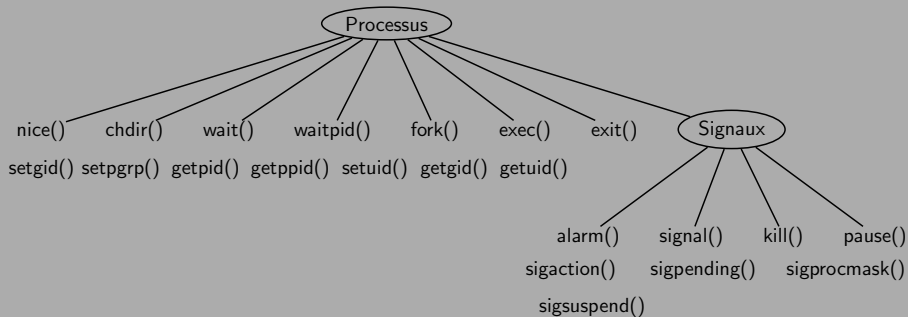 Processus
nice() chdir() wait() waitpid() fork() exec() exit() Signaux
setgid() setpgrp() getpid() getppid() setuid() getgid() getuid()
alarm() signal() kill() pause()
sigaction() sigpending() sigprocmask()
sigsuspend()